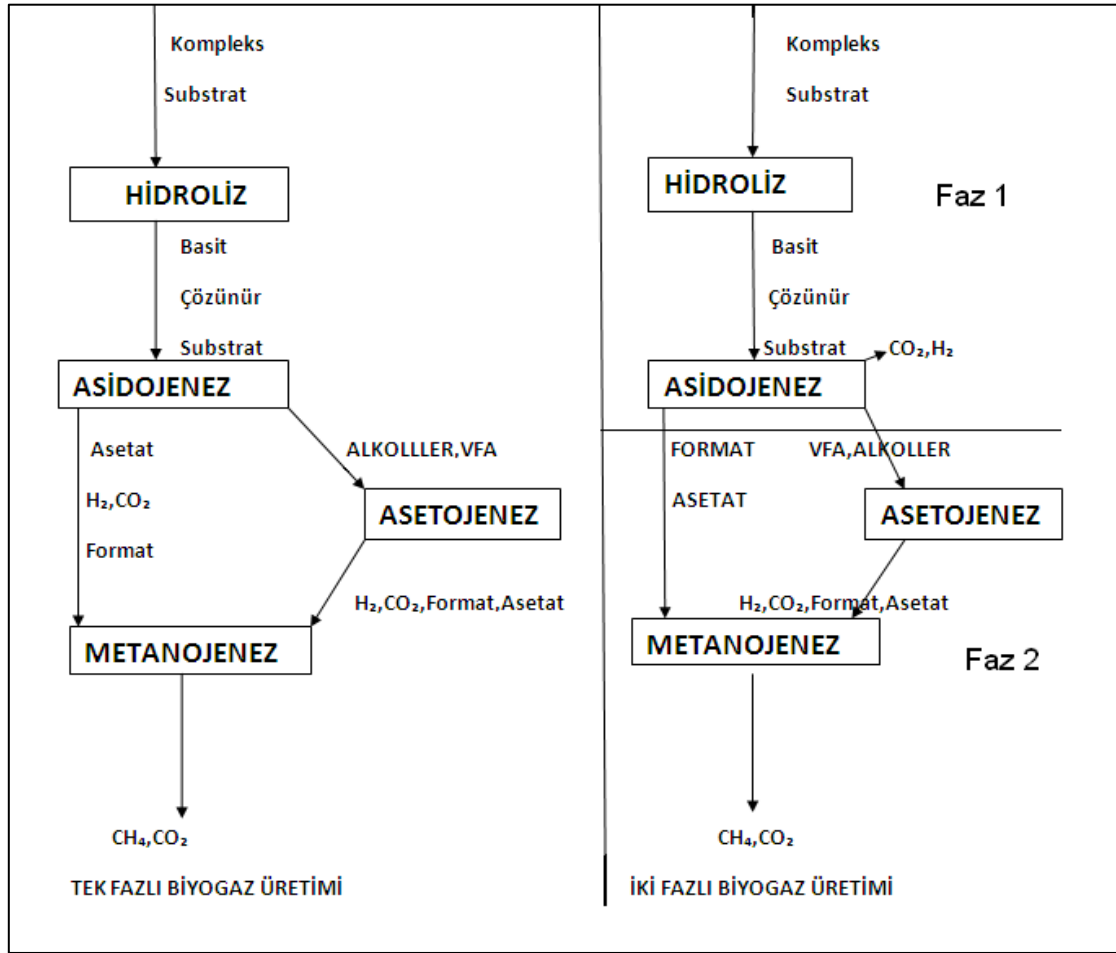 Kompleks
Substrat
HİDROLİZ
Basit
Çözünür
Substrat
ASİDOJENEZ
Asetat
ALKOLLLER,VFA
H₂,CO₂
ASETOJENEZ
Format
H₂,CO₂,Format,Asetat
METANOJENEZ
CH₄,CO₂
TEK FAZLI BİYOGAZ ÜRETİMİ
Kompleks
Substrat
HİDROLİZ
Faz 1
Basit
Çözünür
Substrat
CO₂,H₂
ASİDOJENEZ
FORMAT
VFA,ALKOLLER
ASETAT
ASETOJENEZ
H₂,CO₂,Format,Asetat
METANOJENEZ
Faz 2
CH₄,CO₂
İKİ FAZLI BİYOGAZ ÜRETİMİ